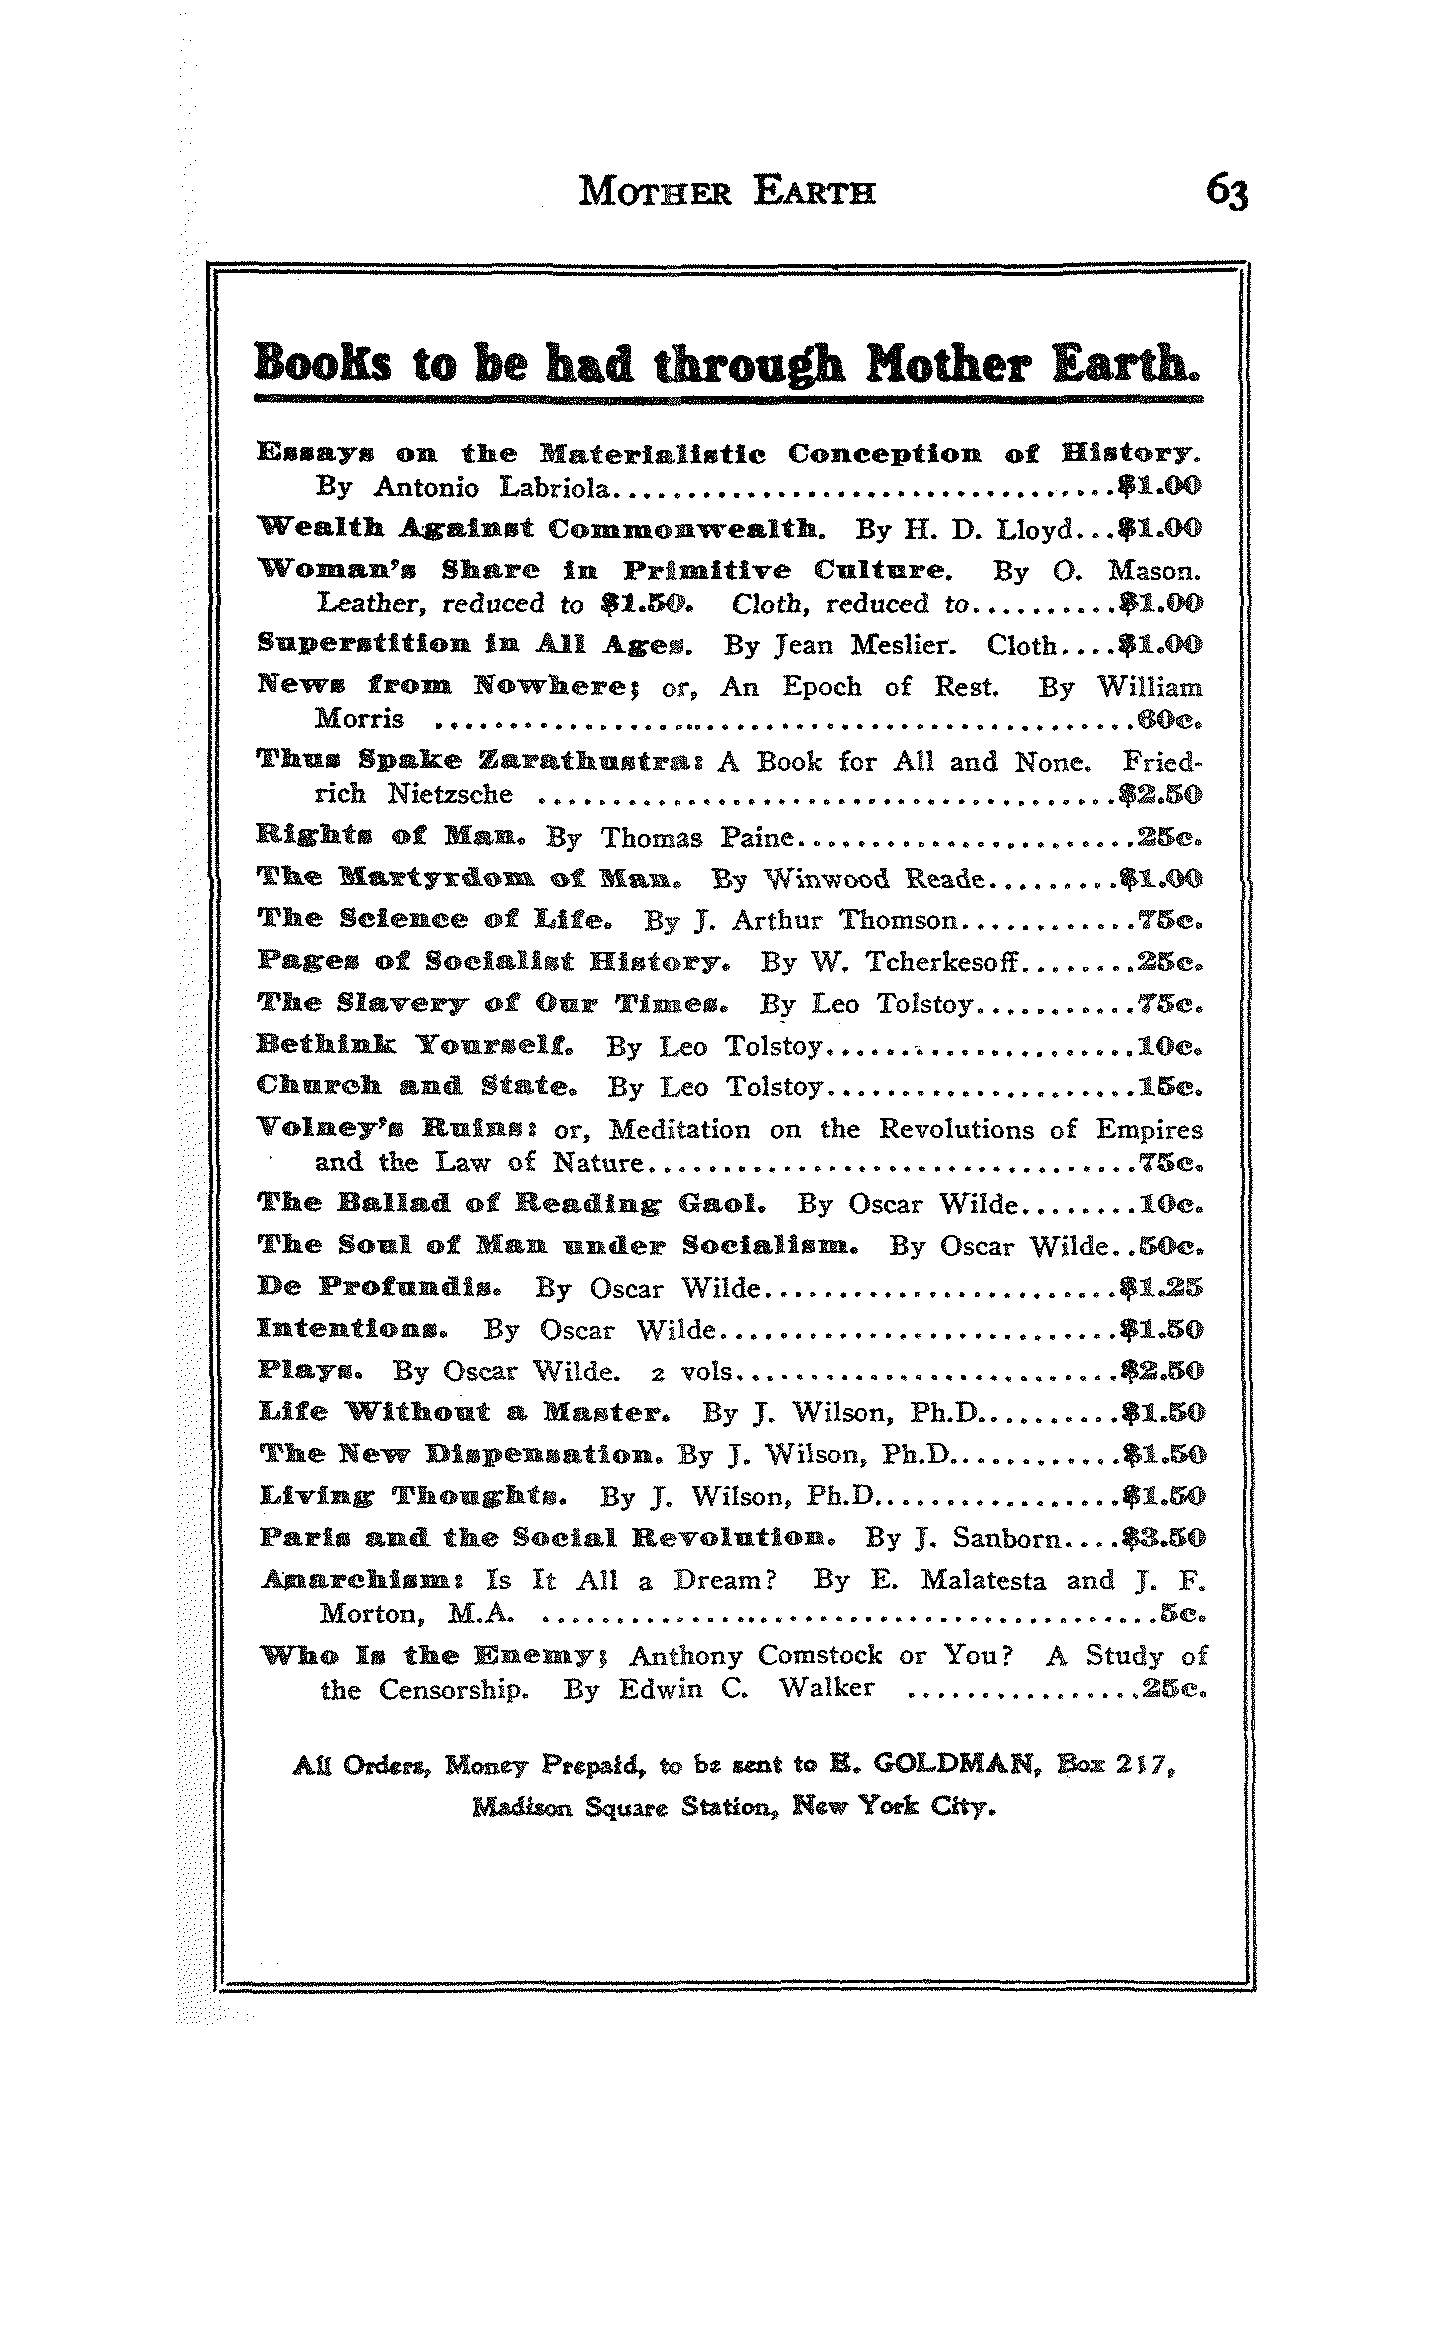 MOTHER EARTH 63
Books to be had through Mother Earth.
Essays on the Materialistic Conception of History.
By Antonio Labriola.................................$1.00
Wealth Against Commonwealth. By H. D. Lloyd...$1.00
Woman's Share in Primitive Culture. By O. Mason.
Leather, reduced to $1.50. Cloth, reduced to..........$1.00
Superstition in All Ages. By Jean Meslier. Cloth....$1.00
News from Nowhere; or, An Epoch of Rest. By William
Morris ...............................................60c.
Thus Spake Zarathustra: A Book for All and None. Fried-
rich Nietzsche .......................................$2.50
Rights of Man. By Thomas Paine.......................25c.
The Martyrdom of Man. By Winwood Reade.........$1.00
The Science of Life. By J. Arthur Thomson............75c.
Pages of Socialist History. By W. Tcherkesoff........25c.
The Slavery of Our Times. By Leo Tolstoy...........75c.
Bethink Yourself. By Leo Tolstoy.....................10c.
Church and State. By Leo Tolstoy.....................15c.
Volney's Ruins: or, Meditation on the Revolutions of Empires
and the Law of Nature.................................75c.
The Ballad of Reading Gaol. By Oscar Wilde........10c.
The Soul of Man under Socialism. By Oscar Wilde..50c.
De Profundis. By Oscar Wilde........................$1.25
Intentions. By Oscar Wilde...........................$1.50
Plays. By Oscar Wilde. 2 vols..........................$2.50
Life Without a Master. By J. Wilson, Ph.D..........$1.50
The New Dispensation. By J. Wilson, Ph.D............$1.50
Living Thoughts. By J. Wilson, Ph.D.................$1.50
Paris and the Social Revolution. By J. Sanborn....$3.50
Anarchism: Is It All a Dream? By E. Malatesta and J. F.
Morton, M.A. ..........................................5c.
Who Is the Enemy; Anthony Comstock or You? A Study of
the Censorship. By Edwin C. Walker ................25c.
All Orders, Money Prepaid, to be sent to E. GOLDMAN, Box 217,
Madison Square Station, New York City.